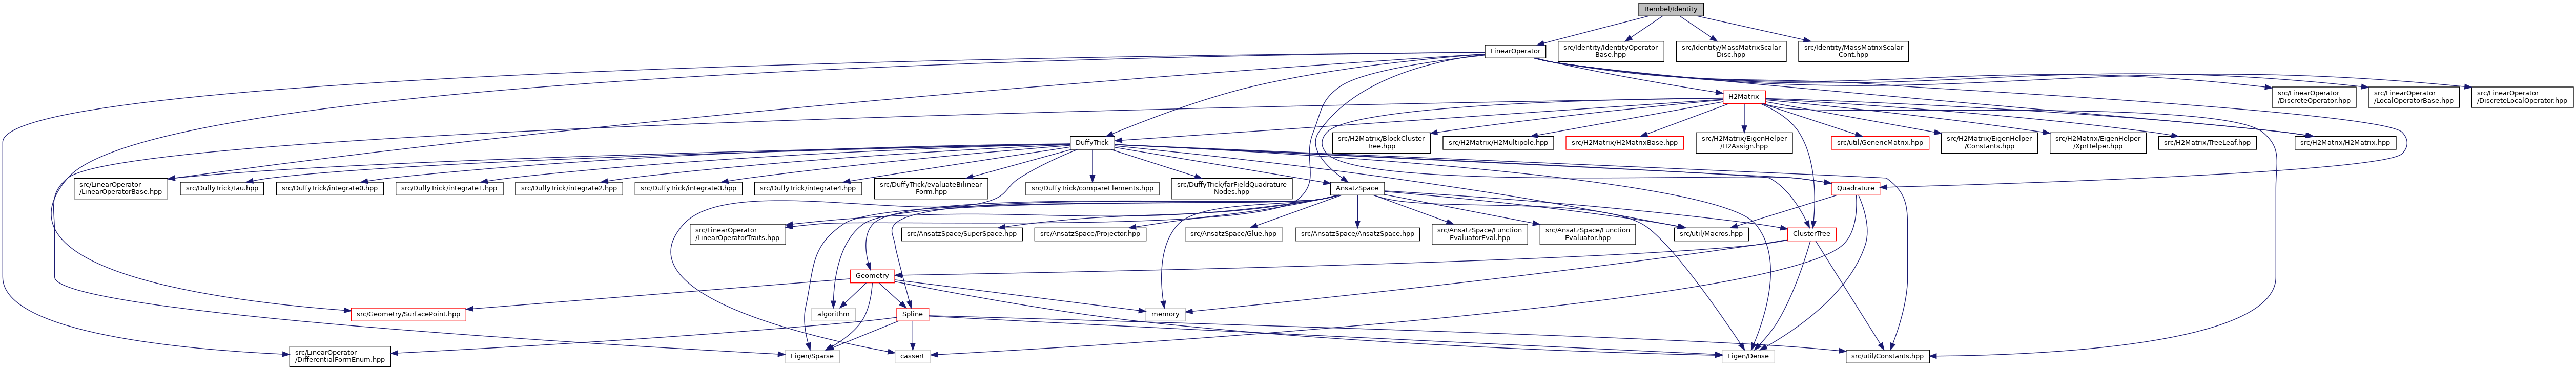 Bembel/Identity
LinearOperator
src/Identity/IdentityOperator
Base.hpp
src/Identity/MassMatrixScalar
Disc.hpp
src/Identity/MassMatrixScalar
Cont.hpp
H2Matrix
src/LinearOperator
/DiscreteOperator.hpp
src/LinearOperator
/LocalOperatorBase.hpp
src/LinearOperator
/DiscreteLocalOperator.hpp
DuffyTrick
src/H2Matrix/BlockCluster
Tree.hpp
src/H2Matrix/H2Multipole.hpp
src/H2Matrix/H2MatrixBase.hpp
src/H2Matrix/EigenHelper
/H2Assign.hpp
src/util/GenericMatrix.hpp
src/H2Matrix/EigenHelper
/Constants.hpp
src/H2Matrix/EigenHelper
/XprHelper.hpp
src/H2Matrix/TreeLeaf.hpp
src/H2Matrix/H2Matrix.hpp
src/LinearOperator
/LinearOperatorBase.hpp
src/DuffyTrick/tau.hpp
src/DuffyTrick/integrate0.hpp
src/DuffyTrick/integrate1.hpp
src/DuffyTrick/integrate2.hpp
src/DuffyTrick/integrate3.hpp
src/DuffyTrick/integrate4.hpp
src/DuffyTrick/evaluateBilinear
Form.hpp
src/DuffyTrick/compareElements.hpp
src/DuffyTrick/farFieldQuadrature
Nodes.hpp
AnsatzSpace
Quadrature
src/LinearOperator
/LinearOperatorTraits.hpp
src/AnsatzSpace/SuperSpace.hpp
src/AnsatzSpace/Projector.hpp
src/AnsatzSpace/Glue.hpp
src/AnsatzSpace/AnsatzSpace.hpp
src/AnsatzSpace/Function
EvaluatorEval.hpp
src/AnsatzSpace/Function
Evaluator.hpp
src/util/Macros.hpp
ClusterTree
Geometry
src/Geometry/SurfacePoint.hpp
algorithm
Spline
memory
src/LinearOperator
/DifferentialFormEnum.hpp
Eigen/Sparse
cassert
Eigen/Dense
src/util/Constants.hpp